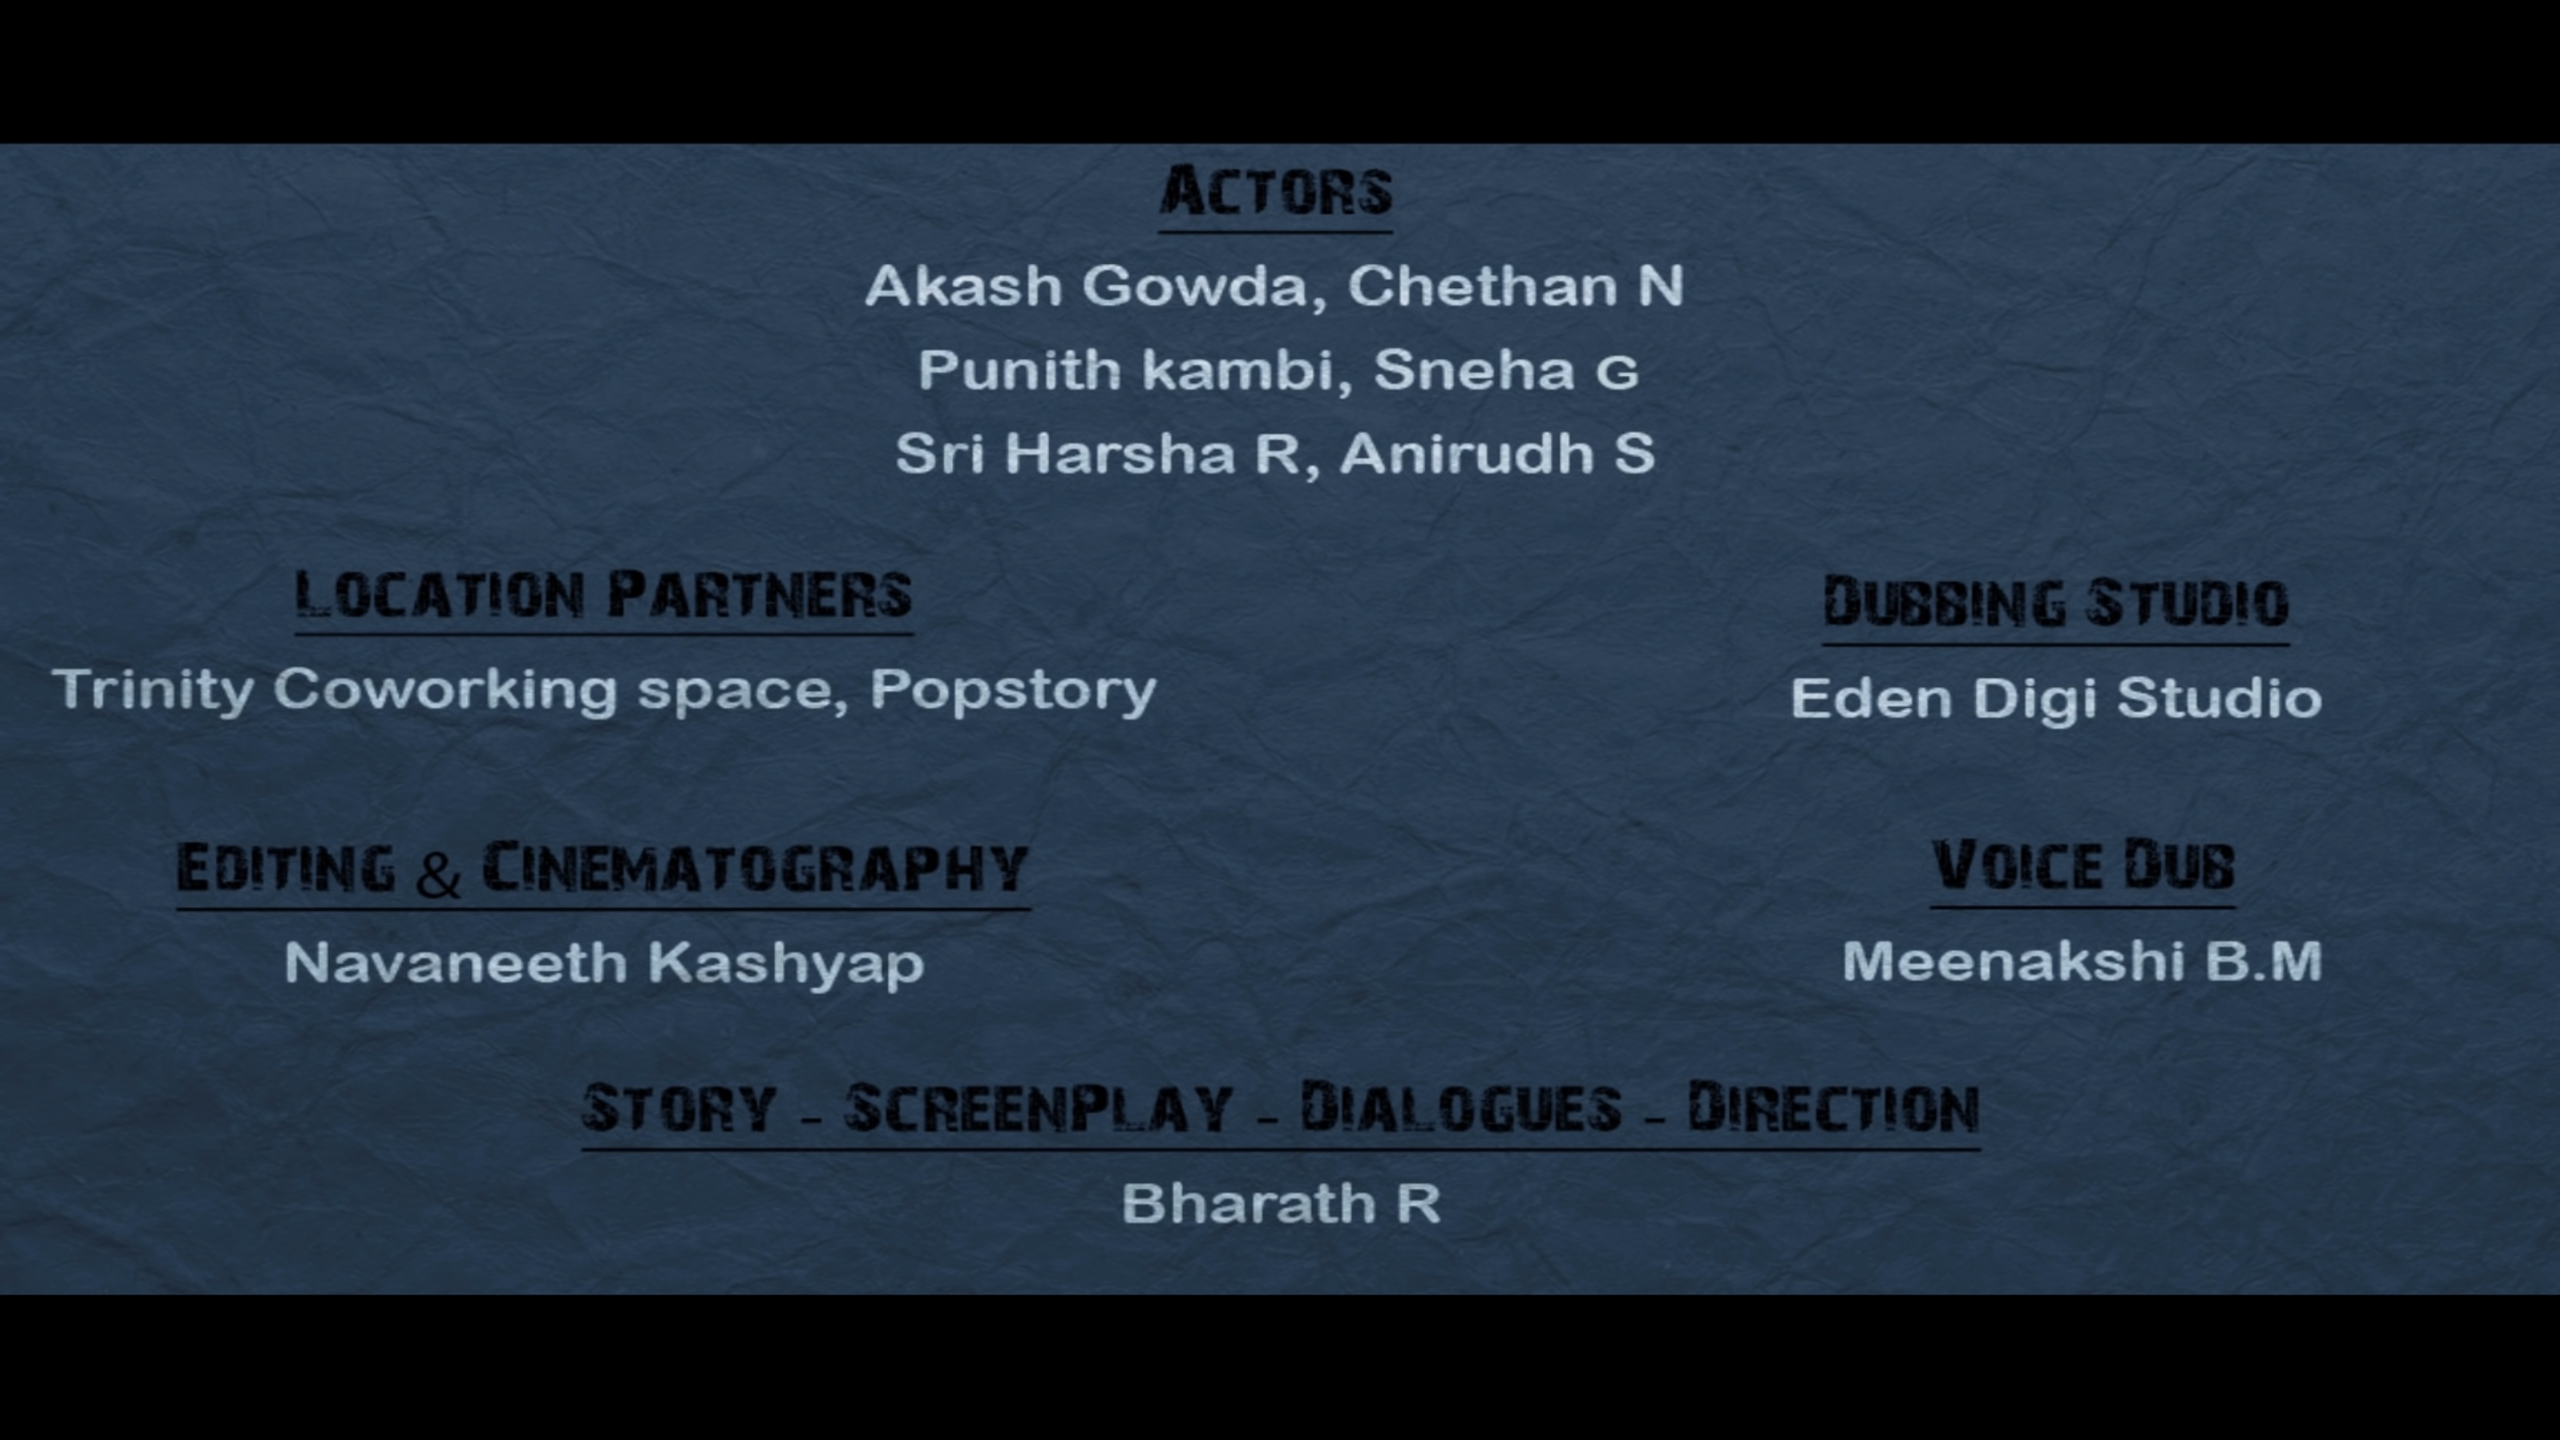 Actors
Akash Gowda, Chethan N
Punith kambi, Sneha G
Sri Harsha R, Anirudh S
Location Partners
Trinity Coworking space, Popstory
Dubbing Studio
Eden Digi Studio
Editing & Cinematography
Navaneeth Kashyap
Voice Dub
Meenakshi B.M
Story - ScreenPlay - Dialogues - Direction
Bharath R